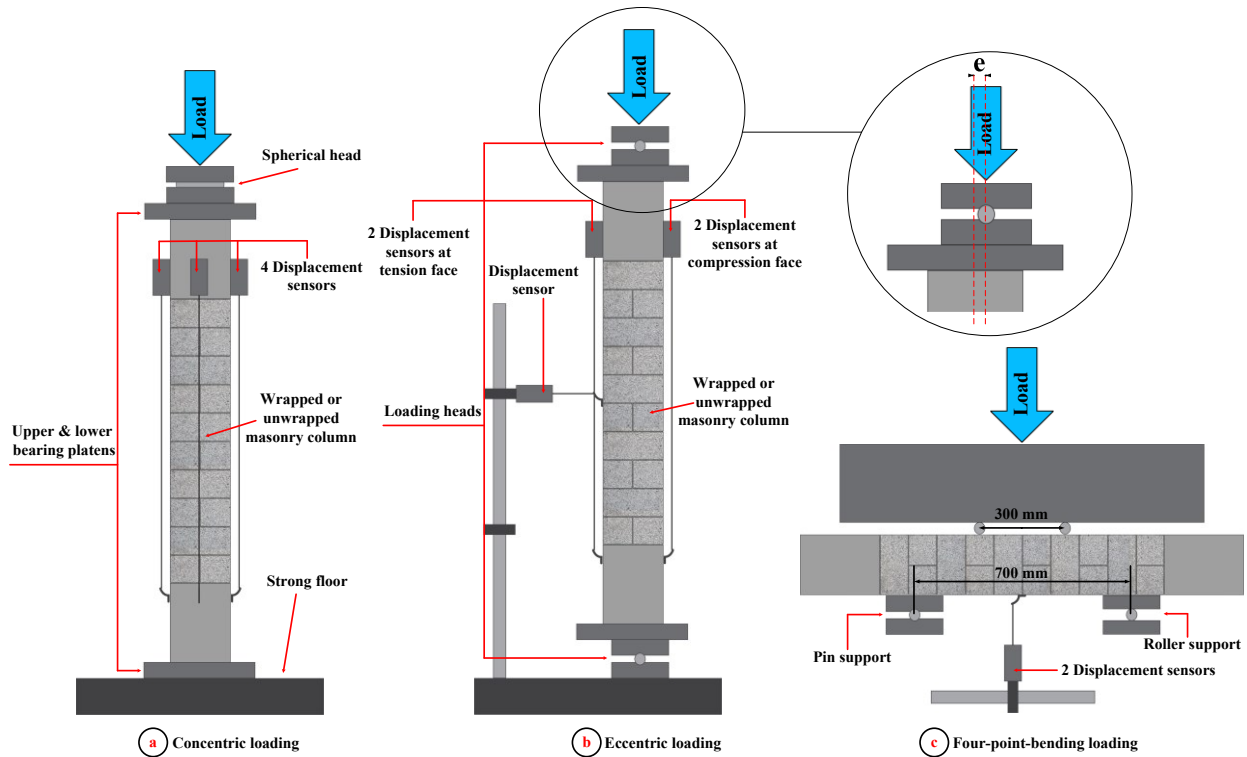 Load
Spherical head
4 Displacement
sensors
Wrapped or
unwrapped
masonry column
Upper & lower
bearing platens
Strong floor
a Concentric loading
Load
2 Displacement
sensors at
tension face
2 Displacement
sensors at
compression face
Displacement
sensor
Wrapped or
unwrapped
masonry column
Loading heads
b Eccentric loading
e
Load
Load
300 mm
700 mm
Pin support
Roller support
2 Displacement sensors
c Four-point-bending loading